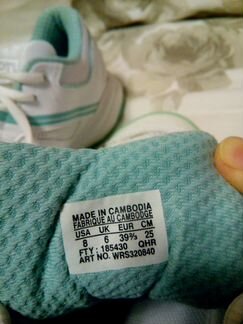 MADE IN CAMBODIA
FABRIQUE AU CAMBODGE
USA UK EUR CM
8 6 39⅓ 25
FTY : 185430 QHR
ART NO. WRS320840